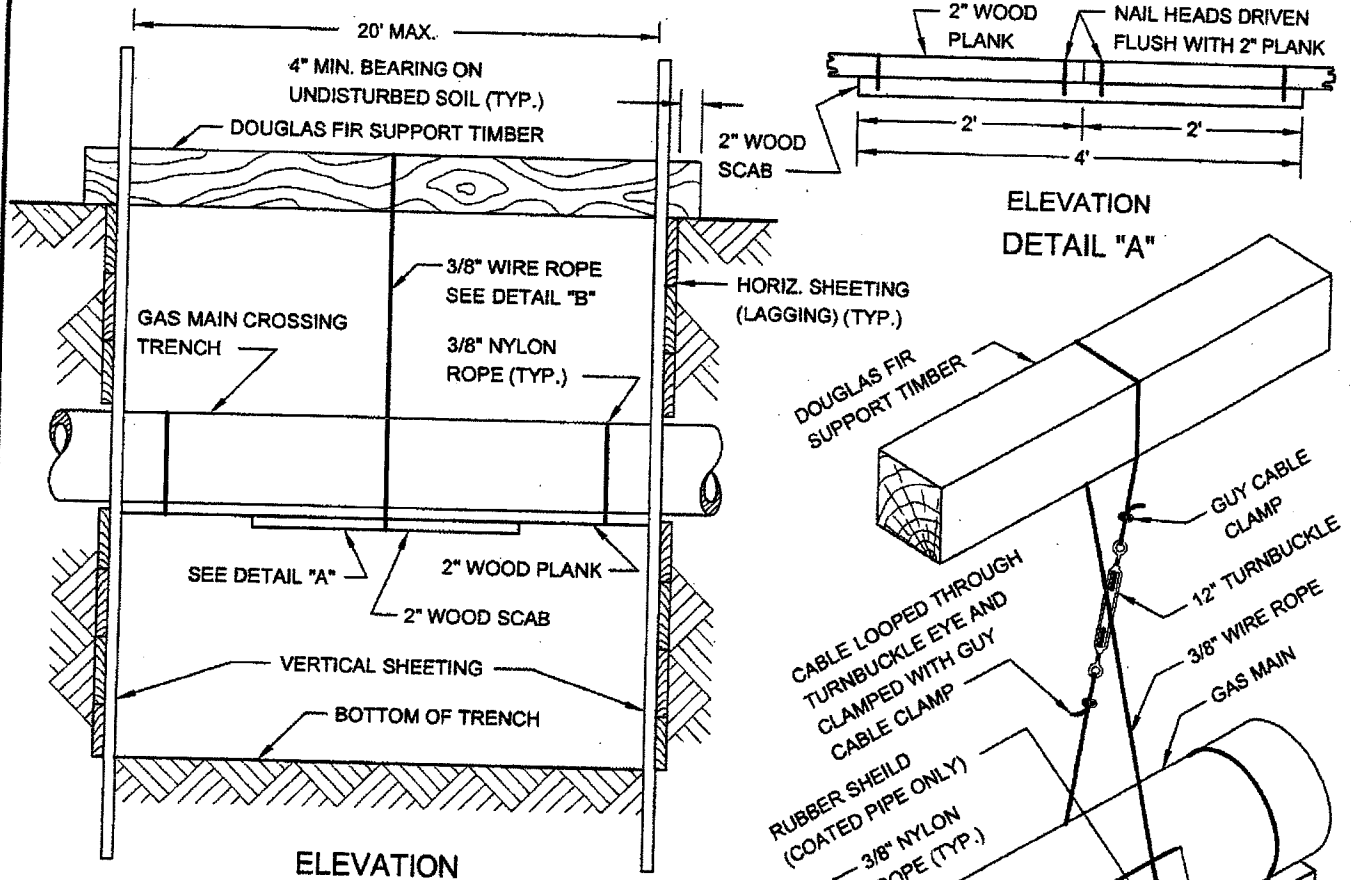 20' MAX.
4" MIN. BEARING ON
UNDISTURBED SOIL (TYP.)
DOUGLAS FIR SUPPORT TIMBER
3/8" WIRE ROPE
SEE DETAIL "B"
GAS MAIN CROSSING
TRENCH
3/8" NYLON
ROPE (TYP.)
HORIZ. SHEETING
(LAGGING) (TYP.)
SEE DETAIL "A"
2" WOOD PLANK
2" WOOD SCAB
VERTICAL SHEETING
BOTTOM OF TRENCH
ELEVATION
2" WOOD
PLANK
NAIL HEADS DRIVEN
FLUSH WITH 2" PLANK
2" WOOD
SCAB
2'
2'
4'
ELEVATION
DETAIL "A"
DOUGLAS FIR
SUPPORT TIMBER
GUY CABLE
CLAMP
12" TURNBUCKLE
3/8" WIRE ROPE
GAS MAIN
CABLE LOOPED THROUGH
TURNBUCKLE EYE AND
CLAMPED WITH GUY
CABLE CLAMP
RUBBER SHEILD
(COATED PIPE ONLY)
3/8" NYLON
ROPE (TYP.)